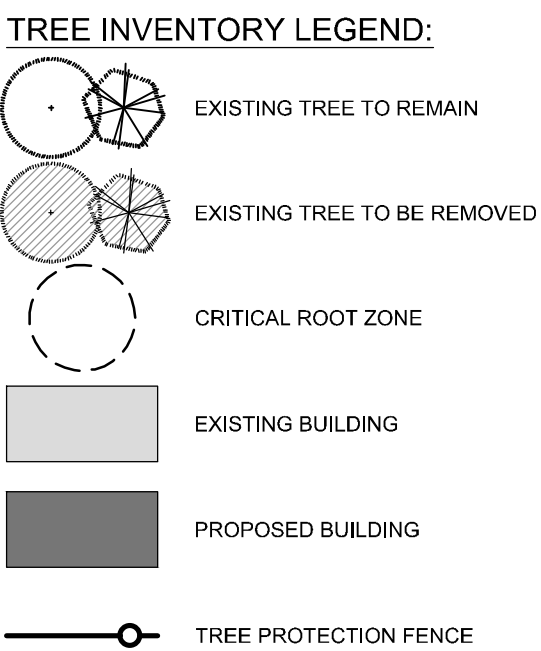 TREE INVENTORY LEGEND:
EXISTING TREE TO REMAIN
EXISTING TREE TO BE REMOVED
CRITICAL ROOT ZONE
EXISTING BUILDING
PROPOSED BUILDING
TREE PROTECTION FENCE